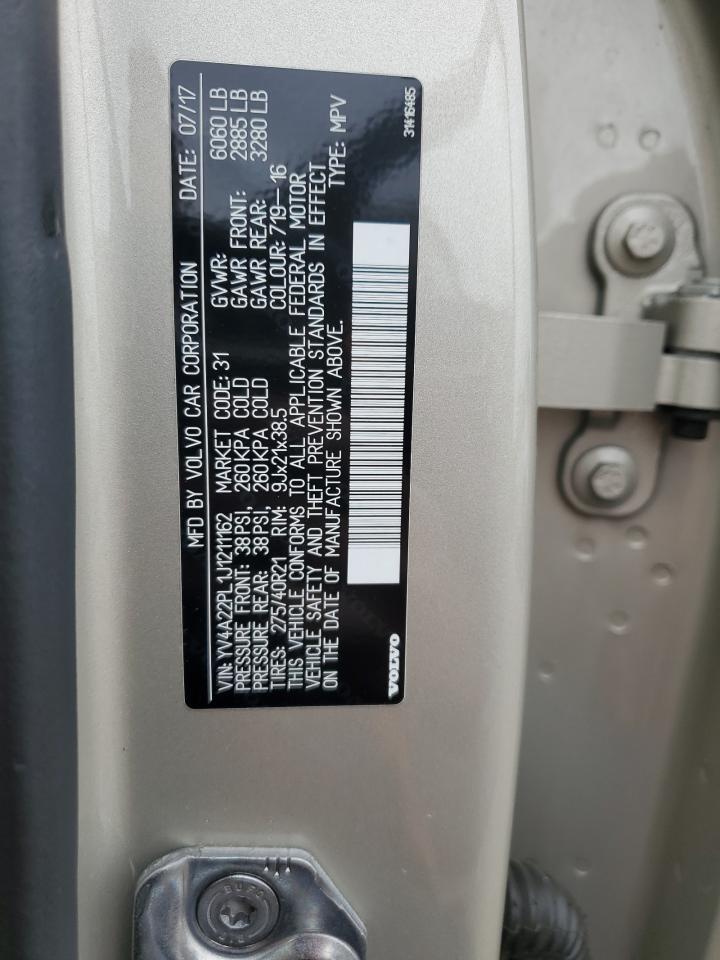 MFD BY VOLVO CAR CORPORATION DATE: 07/17
VIN: YV4A22PL1J1211162 MARKET CODE: 31 GVWR: 6060 LB
PRESSURE FRONT: 38PSI, 260KPA COLD GAWR FRONT: 2885 LB
PRESSURE REAR: 38PSI, 260KPA COLD GAWR REAR: 3280 LB
TIRES: 275/40R21 RIM: 9Jx21x38.5 COLOUR: 719-16
THIS VEHICLE CONFORMS TO ALL APPLICABLE FEDERAL MOTOR
VEHICLE SAFETY AND THEFT PREVENTION STANDARDS IN EFFECT
ON THE DATE OF MANUFACTURE SHOWN ABOVE. TYPE: MPV
VOLVO 31416485